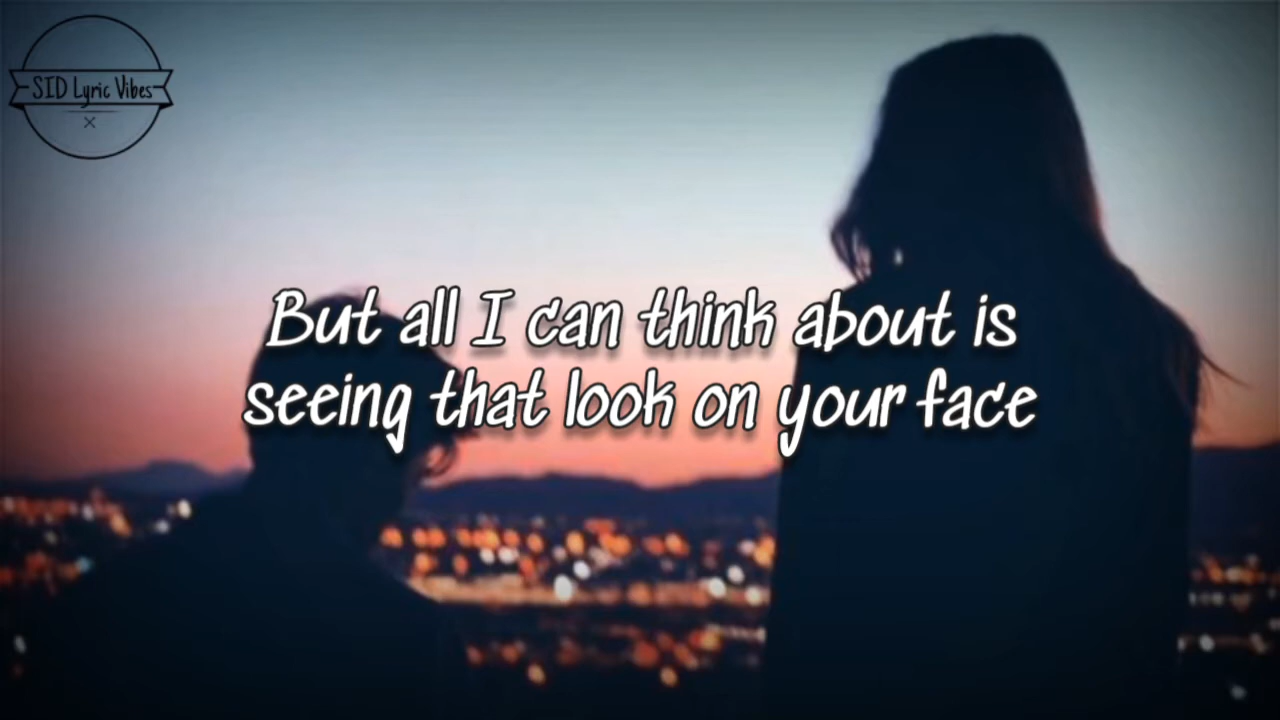 SID Lyric Vibes
But all I can think about is
seeing that look on your face